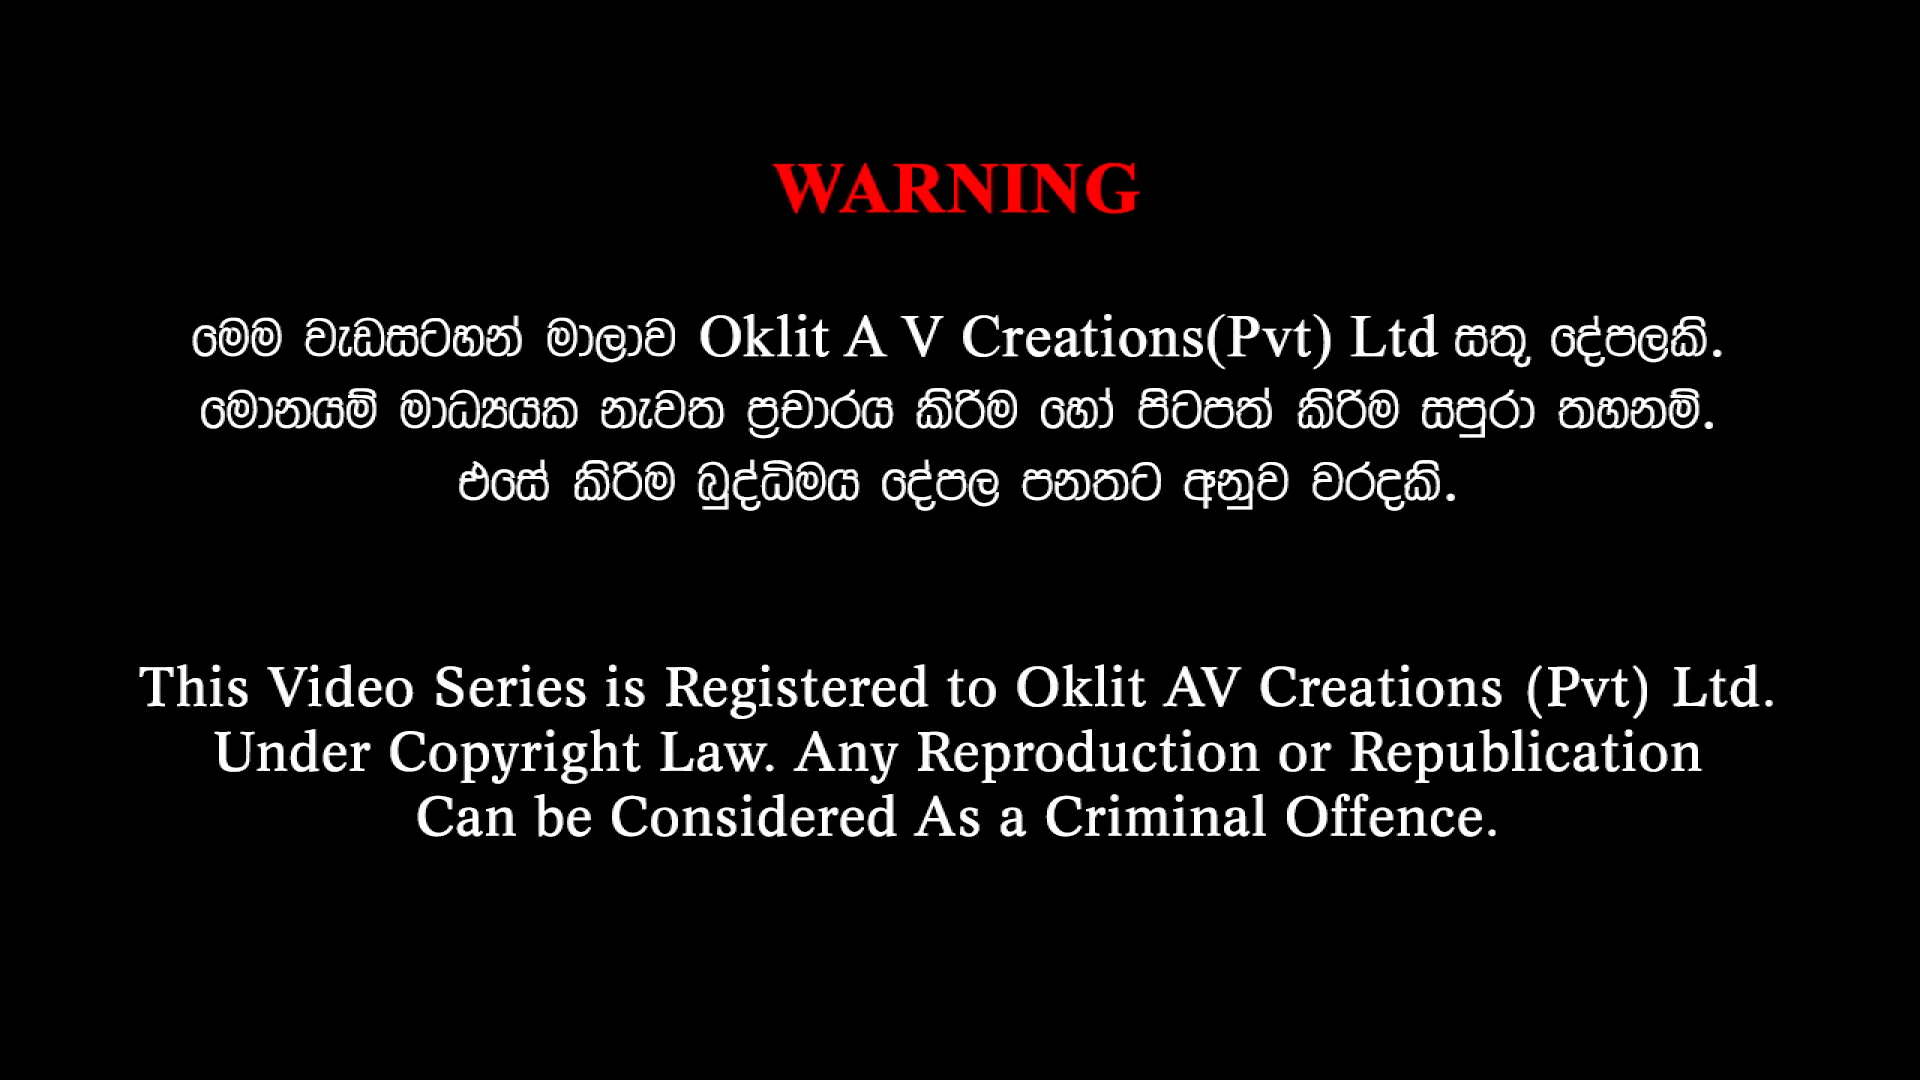 WARNING
මෙම වැඩසටහන් මාලාව Oklit A V Creations(Pvt) Ltd සතු දේපලකි.
මොනයම් මාධ්‍යයක නැවත ප්‍රචාරය කිරිම හෝ පිටපත් කිරිම සපුරා තහනම්.
එසේ කිරිම බුද්ධිමය දේපල පනතට අනුව වරදකි.
This Video Series is Registered to Oklit AV Creations (Pvt) Ltd.
Under Copyright Law. Any Reproduction or Republication
Can be Considered As a Criminal Offence.